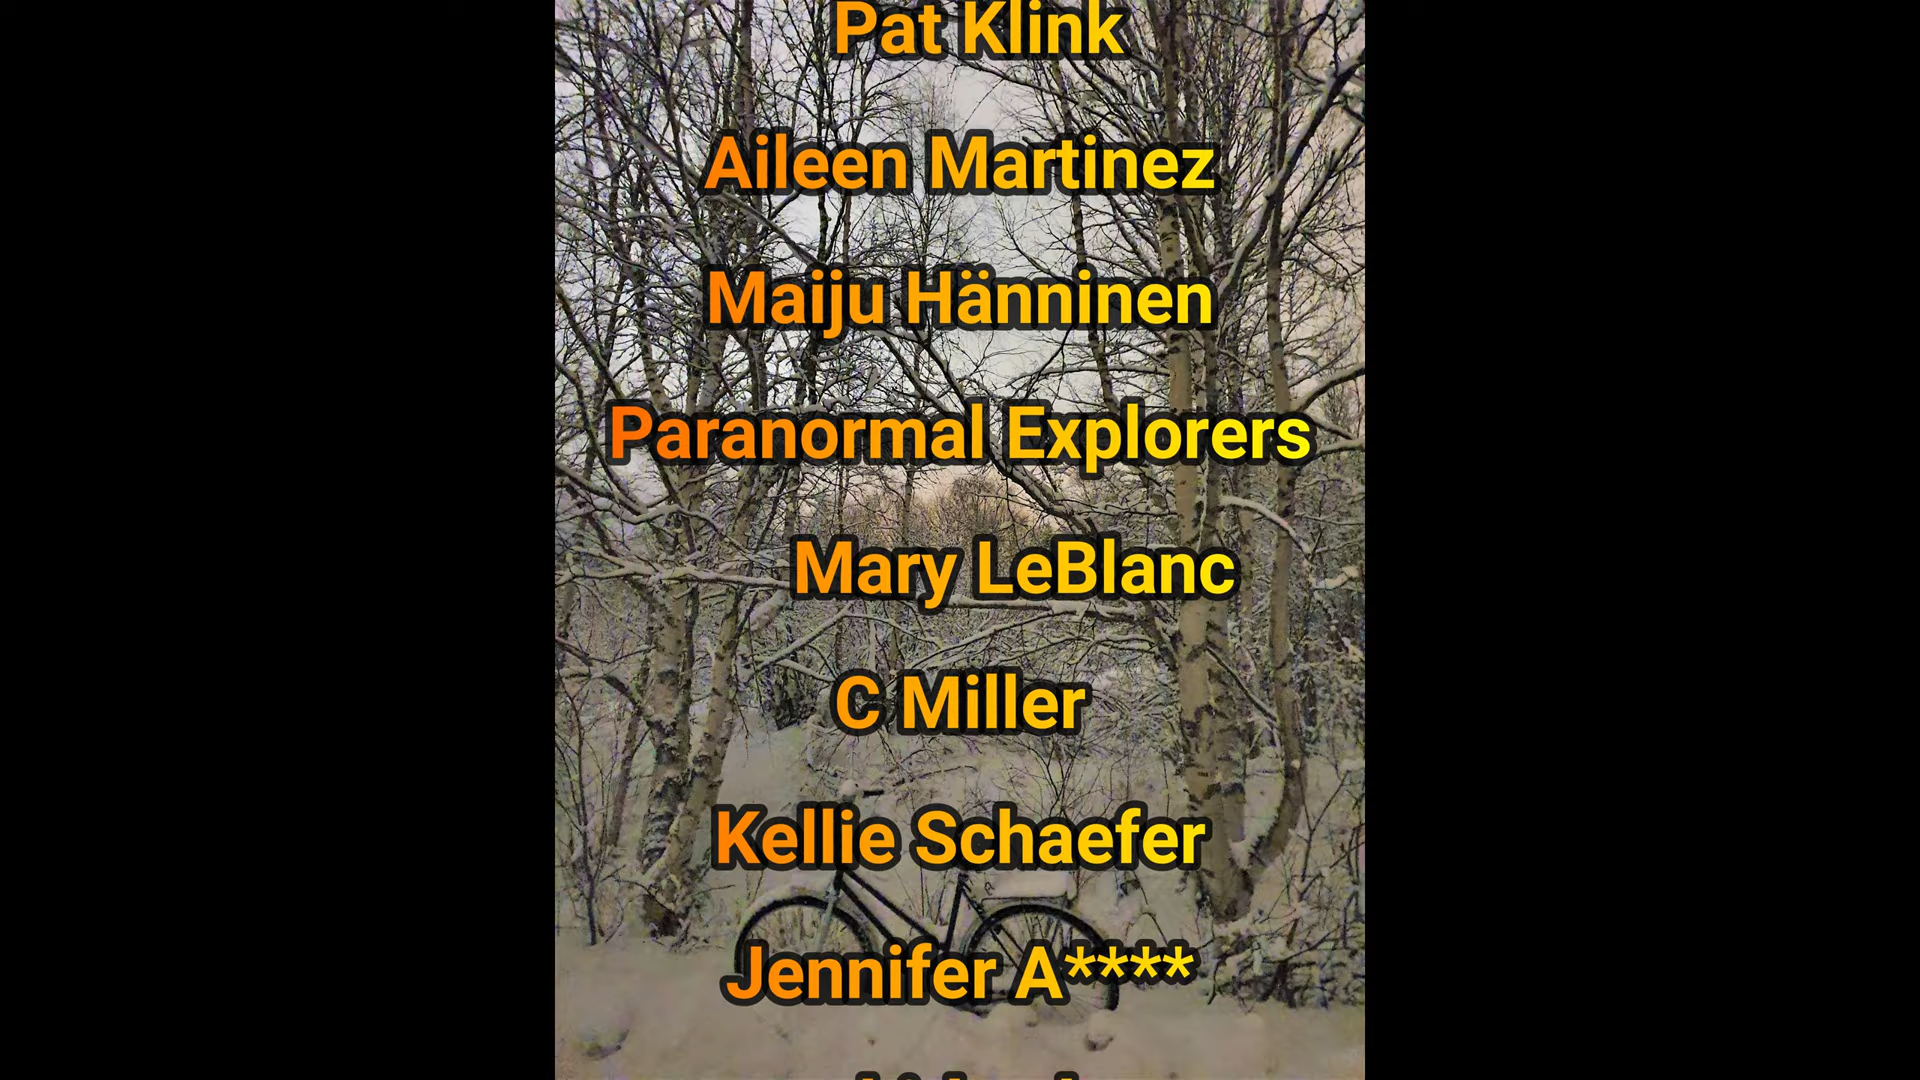 Pat Klink
Aileen Martinez
Maiju Hänninen
Paranormal Explorers
Mary LeBlanc
C Miller
Kellie Schaefer
Jennifer A****